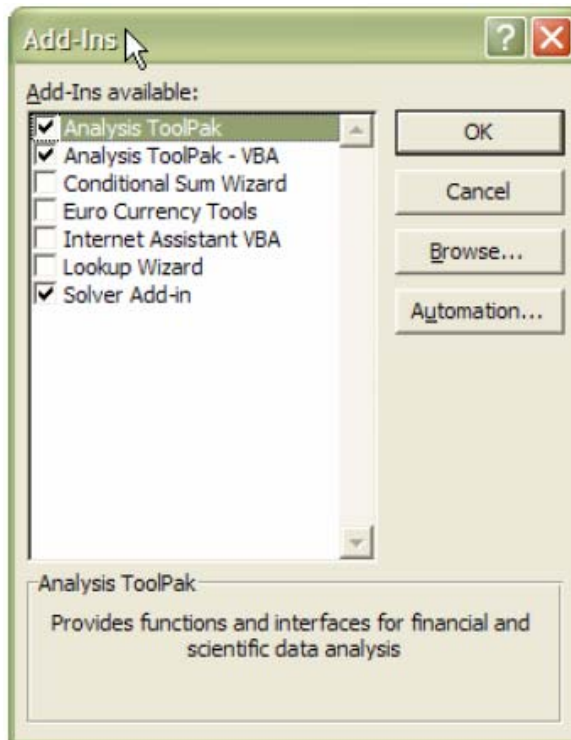 Add-Ins
Add-Ins available:
Analysis ToolPak
Analysis ToolPak - VBA
Conditional Sum Wizard
Euro Currency Tools
Internet Assistant VBA
Lookup Wizard
Solver Add-in
OK
Cancel
Browse...
Automation...
Analysis ToolPak
Provides functions and interfaces for financial and
scientific data analysis